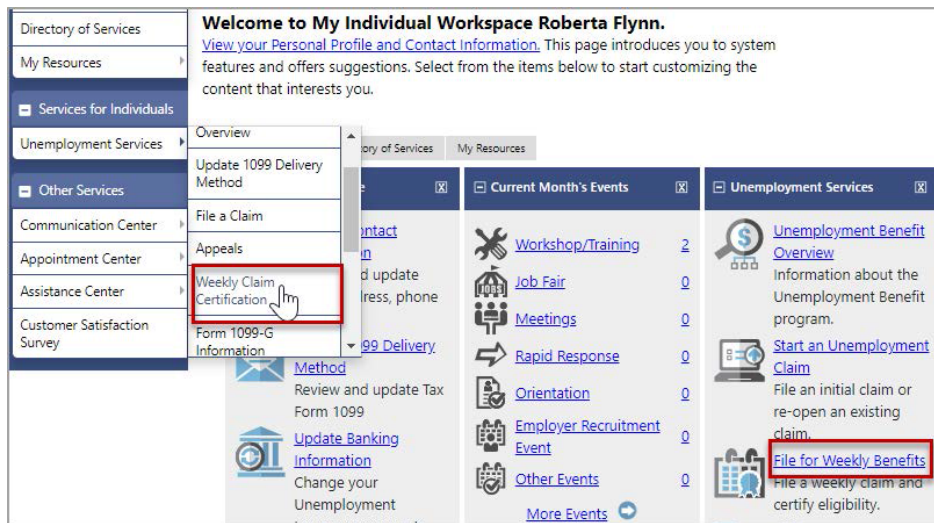 Directory of Services
My Resources
Services for Individuals
Unemployment Services
Other Services
Communication Center
Appointment Center
Assistance Center
Customer Satisfaction
Survey
Overview
Update 1099 Delivery
Method
File a Claim
Appeals
Weekly Claim
Certification
Form 1099-G
Information
Welcome to My Individual Workspace Roberta Flynn.
View your Personal Profile and Contact Information. This page introduces you to system
features and offers suggestions. Select from the items below to start customizing the
content that interests you.
of Services
My Resources
update
phone
Delivery
Method
Review and update Tax
Form 1099
Update Banking
Information
Change your
Unemployment
Current Month's Events
Workshop/Training 2
JOBS
Job Fair 0
Meetings 0
Rapid Response 0
Orientation 0
Employer Recruitment
Event 0
Other Events 0
More Events
Unemployment Services
Unemployment Benefit
Overview
Information about the
Unemployment Benefit
program.
Start an Unemployment
Claim
File an initial claim or
re-open an existing
claim.
File for Weekly Benefits
File a weekly claim and
certify eligibility.